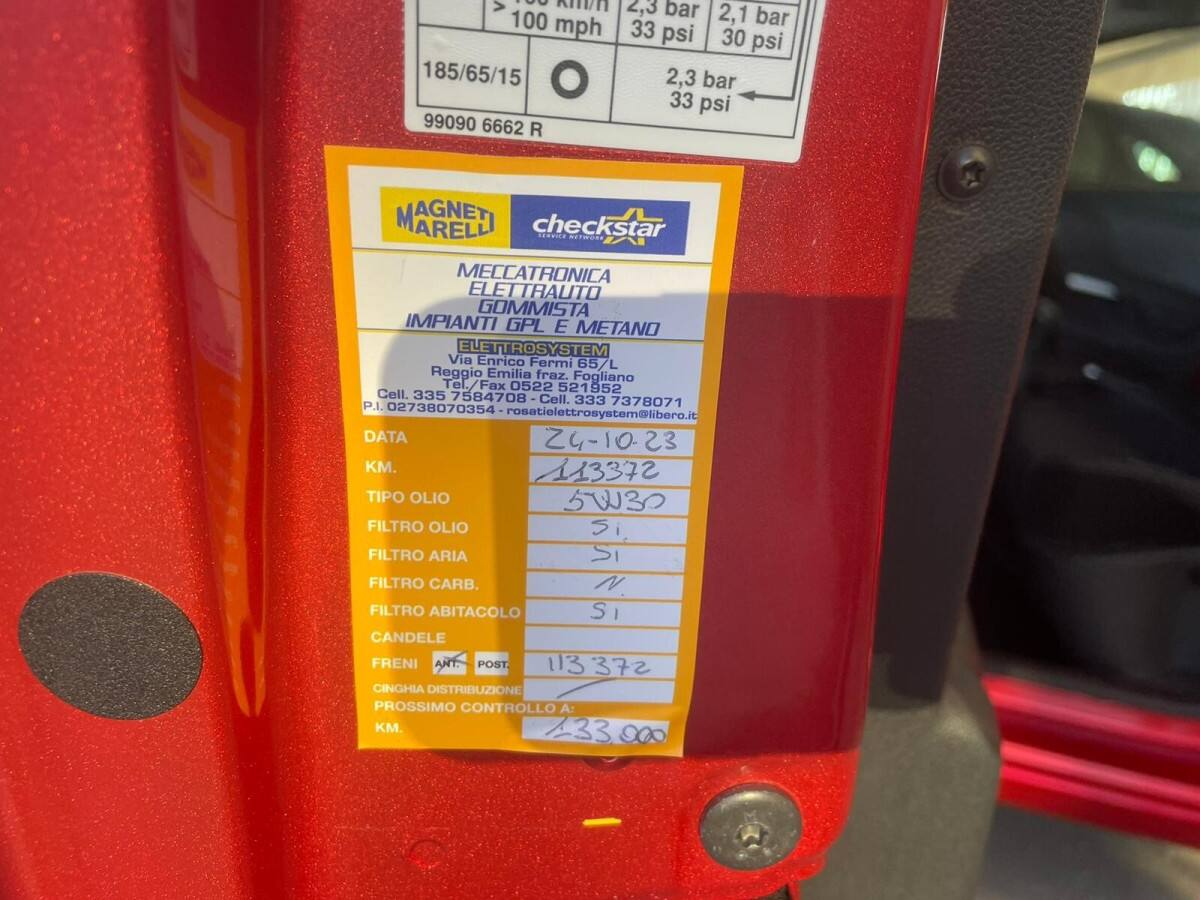 > 100 km/h
> 100 mph
2,3 bar
33 psi
2,1 bar
30 psi
185/65/15
2,3 bar
33 psi
99090 6662 R
MAGNETI
MARELLI
checkstar
SERVICE NETWORK
MECCATRONICA
ELETTRAUTO
GOMMISTA
IMPIANTI GPL E METANO
ELETTROSYSTEM
Via Enrico Fermi 65/L
Reggio Emilia fraz. Fogliano
Tel./Fax 0522 521952
Cell. 335 7584708 - Cell. 333 7378071
P.I. 02738070354 - rosatielettrosystem@libero.it
DATA 24-10-23
KM. 113372
TIPO OLIO 5W30
FILTRO OLIO Si
FILTRO ARIA Si
FILTRO CARB. N.
FILTRO ABITACOLO Si
CANDELE
FRENI ANT. POST. 113372
CINGHIA DISTRIBUZIONE
PROSSIMO CONTROLLO A:
KM. 133.000